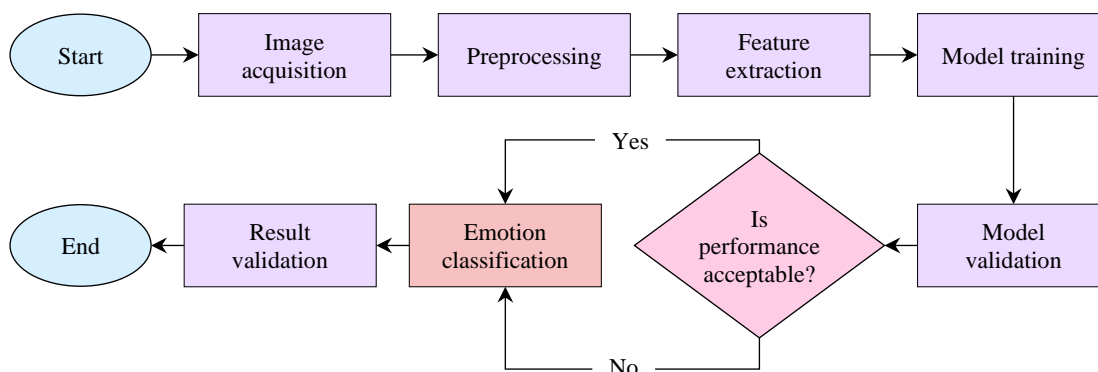 Start
Image
acquisition
Preprocessing
Feature
extraction
Model training
Yes
End
Result
validation
Emotion
classification
Is
performance
acceptable?
Model
validation
No